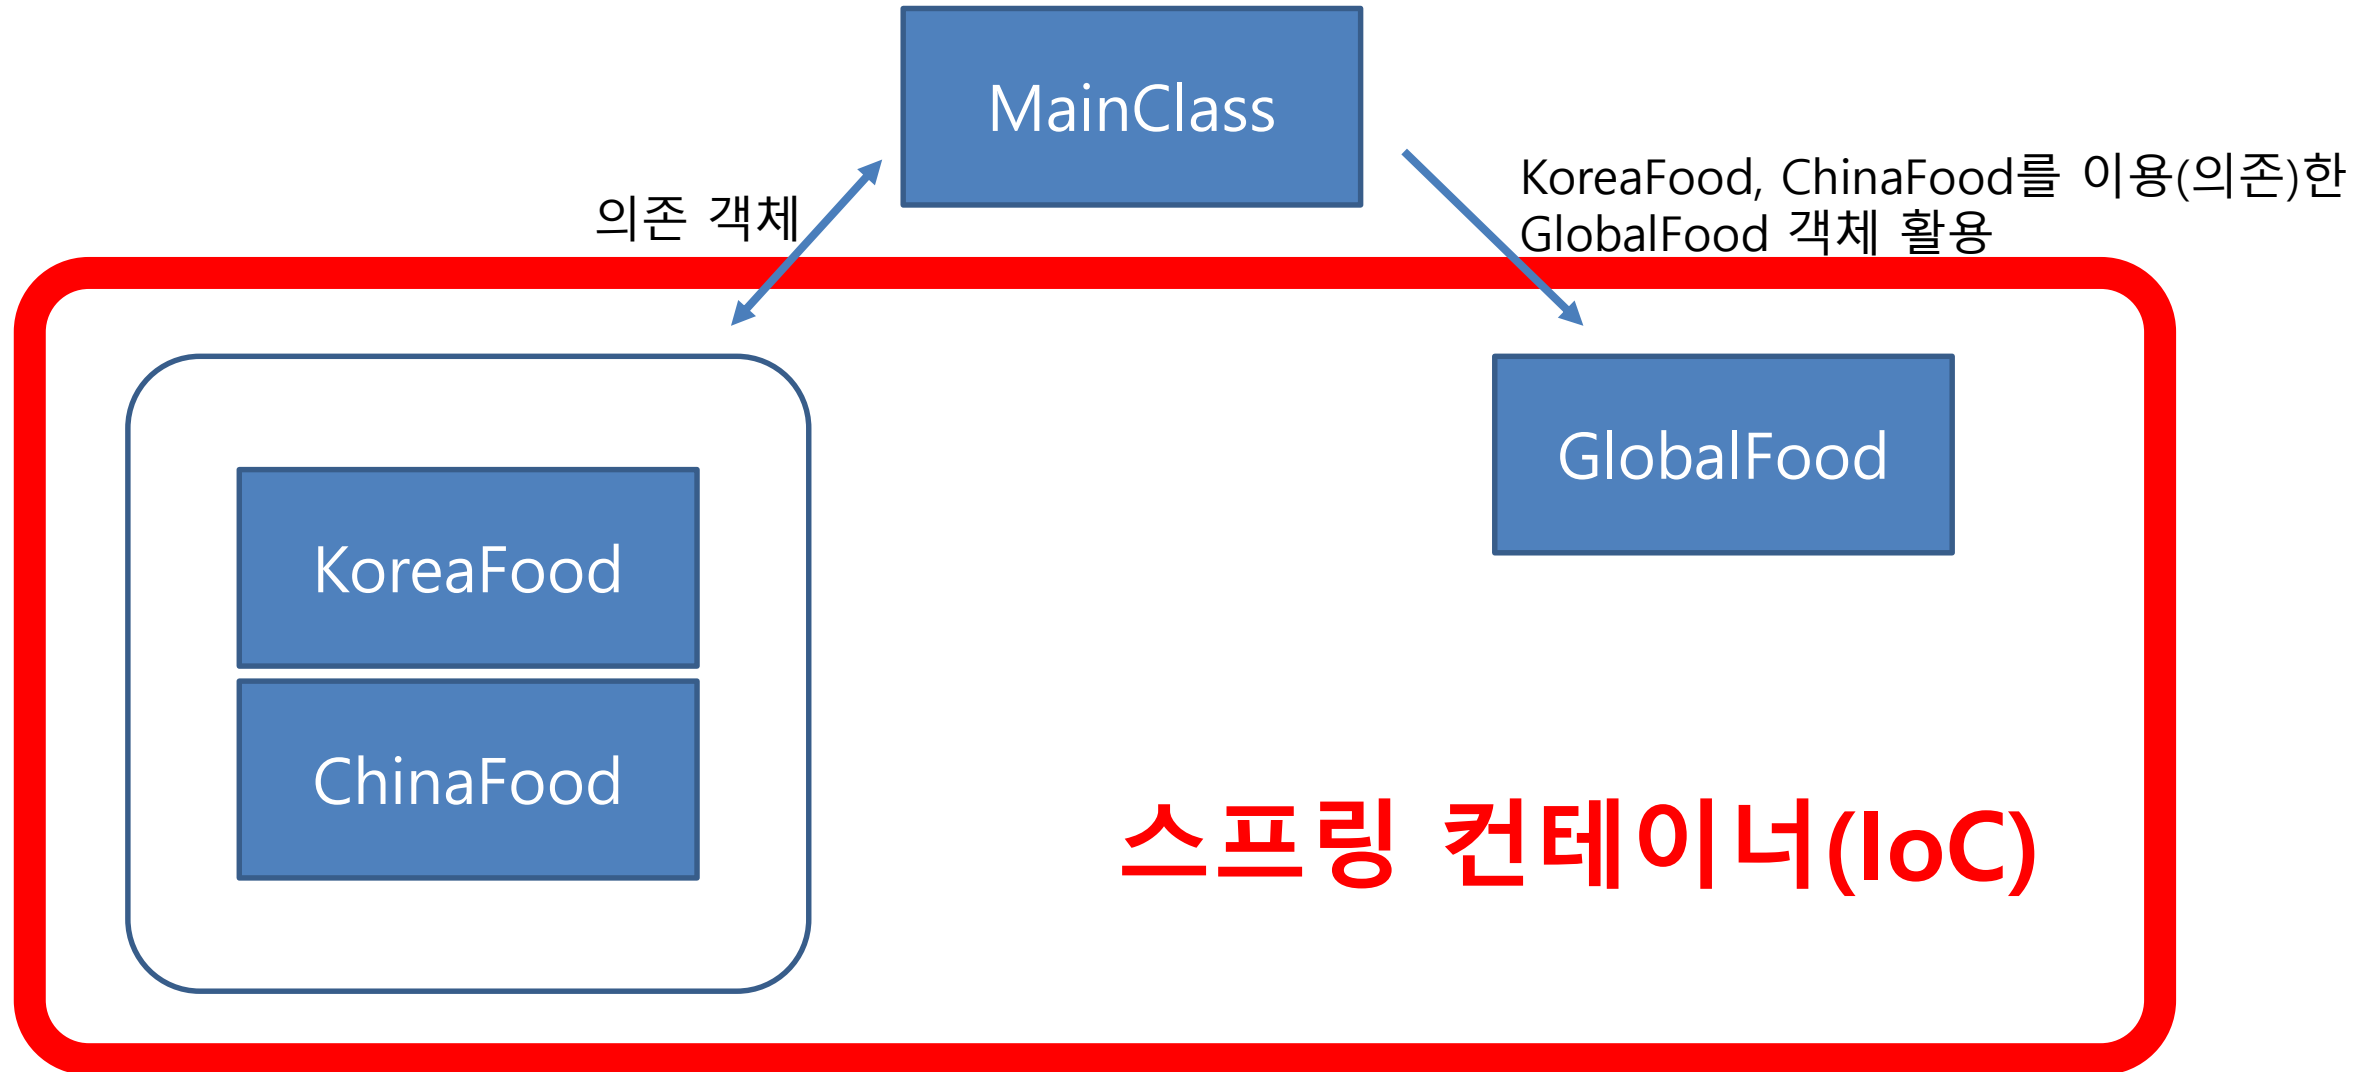 MainClass
의존 객체
KoreaFood, ChinaFood를 이용(의존)한
GlobalFood 객체 활용
GlobalFood
KoreaFood
ChinaFood
스프링 컨테이너(IoC)